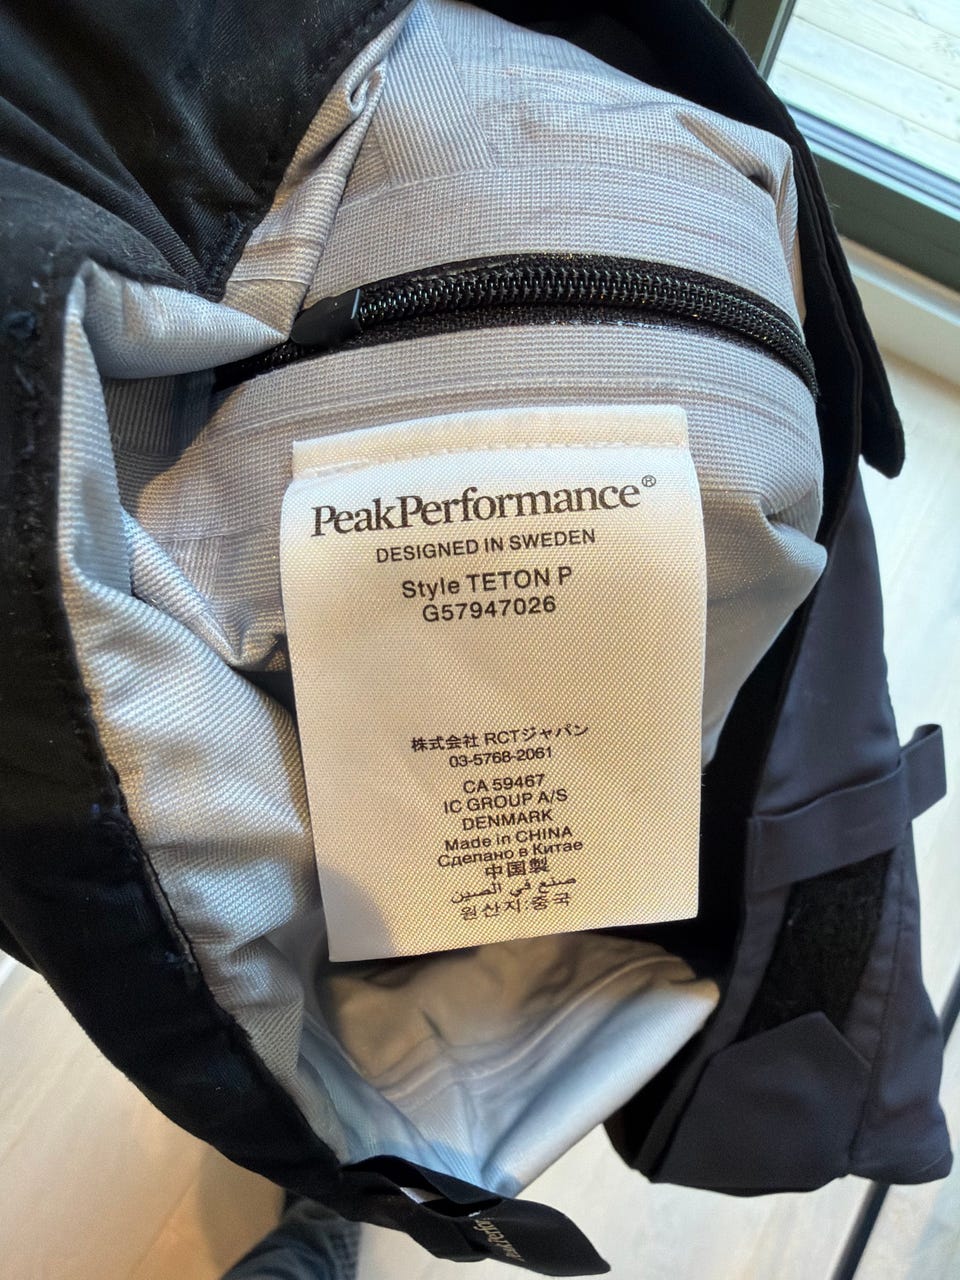 PeakPerformance®
DESIGNED IN SWEDEN
Style TETON P
G57947026
株式会社 RCTジャパン
03-5768-2061
CA 59467
IC GROUP A/S
DENMARK
Made in CHINA
Сделано в Китае
中国製
صنع في الصين
원산지:중국
PeakPerfo